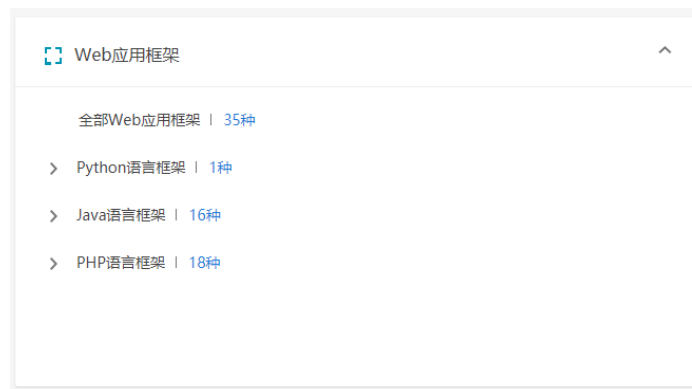 Web应用框架
全部Web应用框架 | 35种
Python语言框架 | 1种
Java语言框架 | 16种
PHP语言框架 | 18种